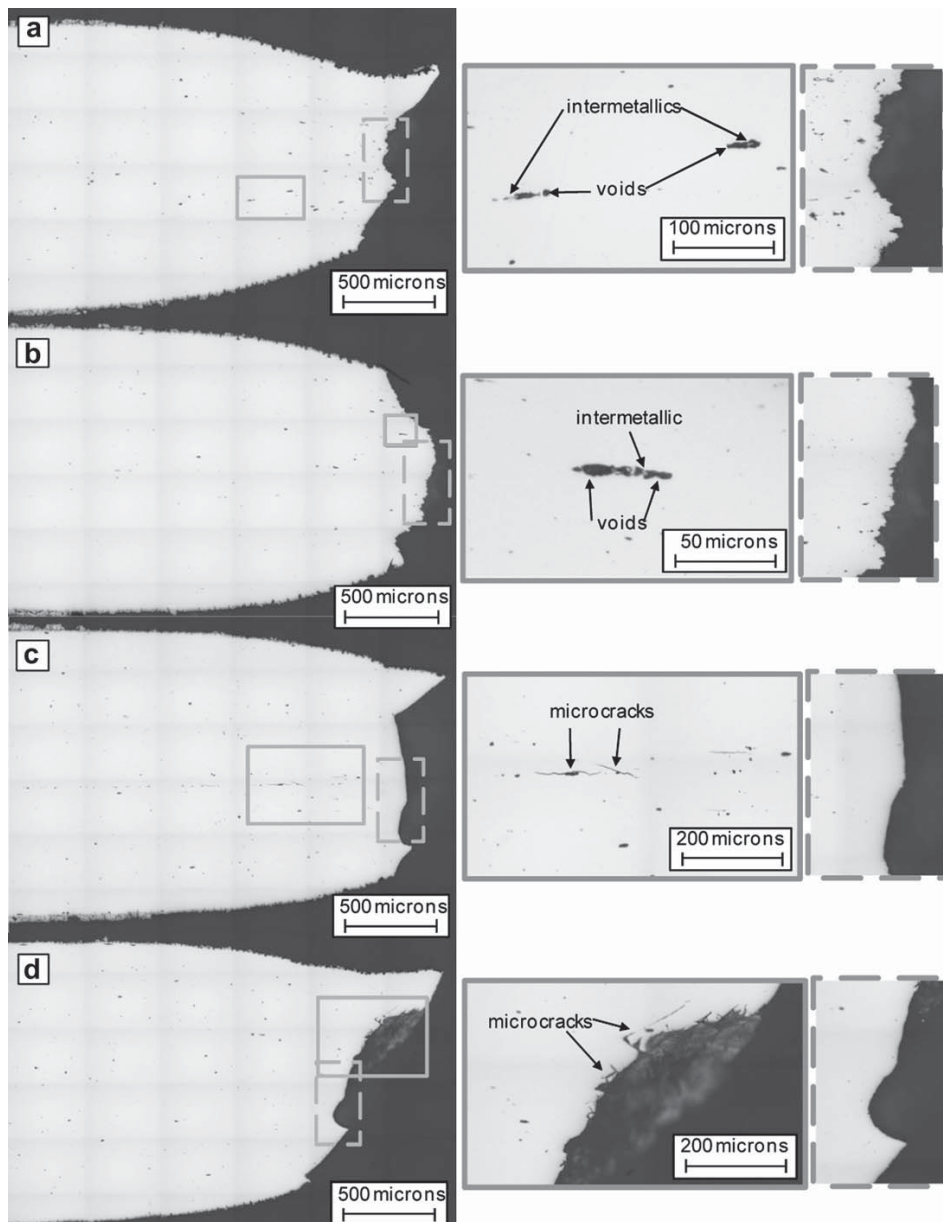 a
intermetallics
voids
100 microns
500 microns
b
intermetallic
voids
50 microns
500 microns
c
microcracks
200 microns
500 microns
d
microcracks
200 microns
500 microns